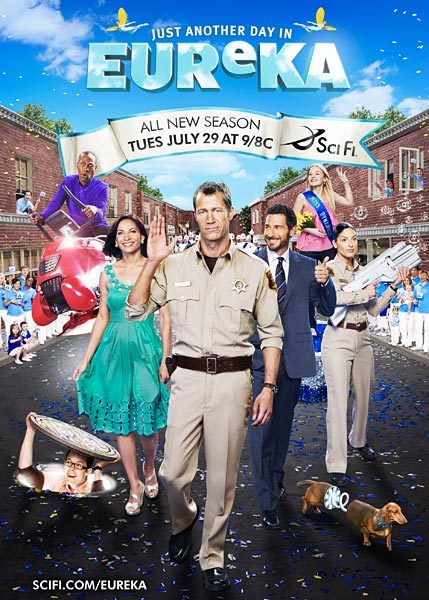 JUST ANOTHER DAY IN
EUReKA
ALL NEW SEASON
TUES JULY 29 AT 9/8C
SCI FI
SCIFI.COM/EUREKA